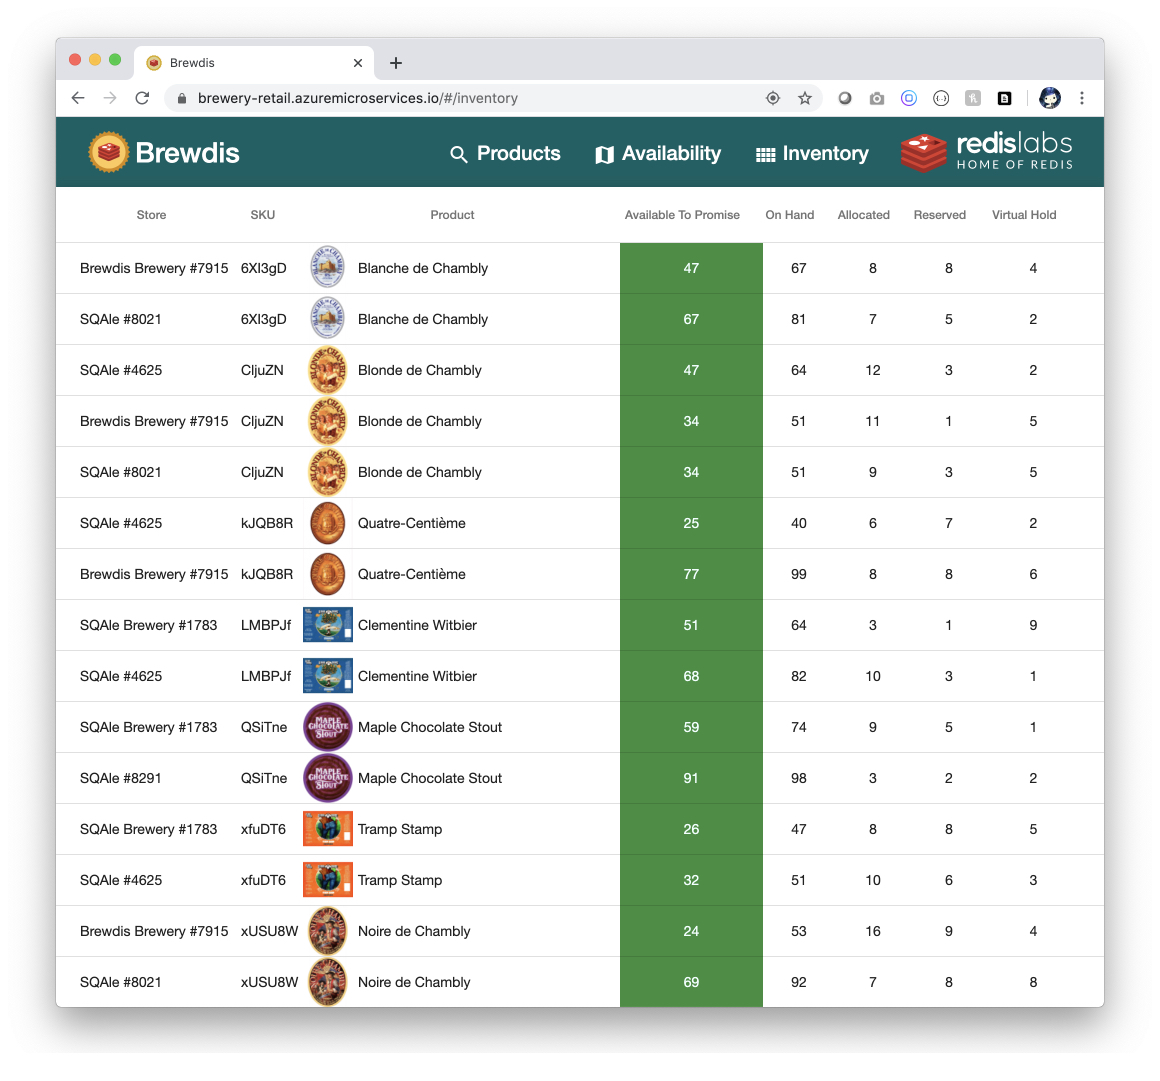 Brewdis
brewery-retail.azuremicroservices.io/#/inventory
Brewdis Products Availability Inventory redislabs
HOME OF REDIS
Store SKU Product Available To Promise On Hand Allocated Reserved Virtual Hold
Brewdis Brewery #7915 6XI3gD Blanche de Chambly 47 67 8 8 4
SQAle #8021 6XI3gD Blanche de Chambly 67 81 7 5 2
SQAle #4625 CljuZN Blonde de Chambly 47 64 12 3 2
Brewdis Brewery #7915 CljuZN Blonde de Chambly 34 51 11 1 5
SQAle #8021 CljuZN Blonde de Chambly 34 51 9 3 5
SQAle #4625 kJQB8R Quatre-Centième 25 40 6 7 2
Brewdis Brewery #7915 kJQB8R Quatre-Centième 77 99 8 8 6
SQAle Brewery #1783 LMBPJf Clementine Witbier 51 64 3 1 9
SQAle #4625 LMBPJf Clementine Witbier 68 82 10 3 1
SQAle Brewery #1783 QSiTne MAPLE CHOCOLATE STOUT Maple Chocolate Stout 59 74 9 5 1
SQAle #8291 QSiTne MAPLE CHOCOLATE STOUT Maple Chocolate Stout 91 98 3 2 2
SQAle Brewery #1783 xfuDT6 Tramp Stamp 26 47 8 8 5
SQAle #4625 xfuDT6 Tramp Stamp 32 51 10 6 3
Brewdis Brewery #7915 xUSU8W Noire de Chambly 24 53 16 9 4
SQAle #8021 xUSU8W Noire de Chambly 69 92 7 8 8